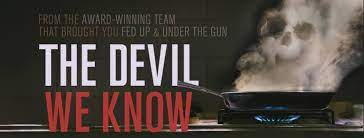 FROM THE AWARD-WINNING TEAM
THAT BROUGHT YOU FED UP & UNDER THE GUN
THE DEVIL
WE KNOW